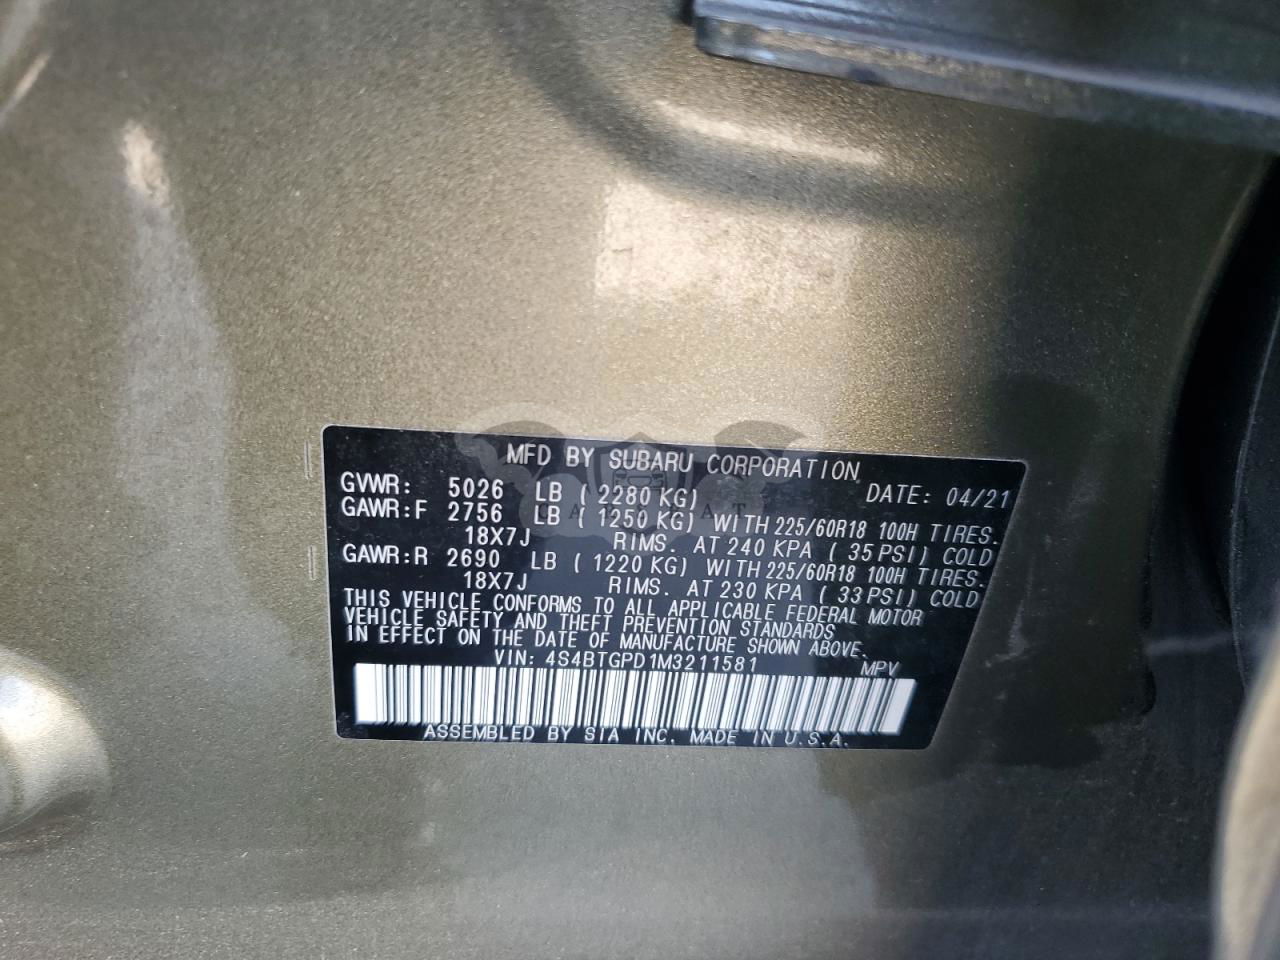 MFD BY SUBARU CORPORATION
GVWR: 5026 LB ( 2280 KG) DATE: 04/21
GAWR:F 2756 LB ( 1250 KG) WITH 225/60R18 100H TIRES.
18X7J RIMS. AT 240 KPA ( 35 PSI) COLD
GAWR:R 2690 LB ( 1220 KG) WITH 225/60R18 100H TIRES.
18X7J RIMS. AT 230 KPA ( 33 PSI) COLD
THIS VEHICLE CONFORMS TO ALL APPLICABLE FEDERAL MOTOR
VEHICLE SAFETY AND THEFT PREVENTION STANDARDS
IN EFFECT ON THE DATE OF MANUFACTURE SHOWN ABOVE.
VIN: 4S4BTGPD1M3211581 MPV
ASSEMBLED BY SIA INC. MADE IN U.S.A.